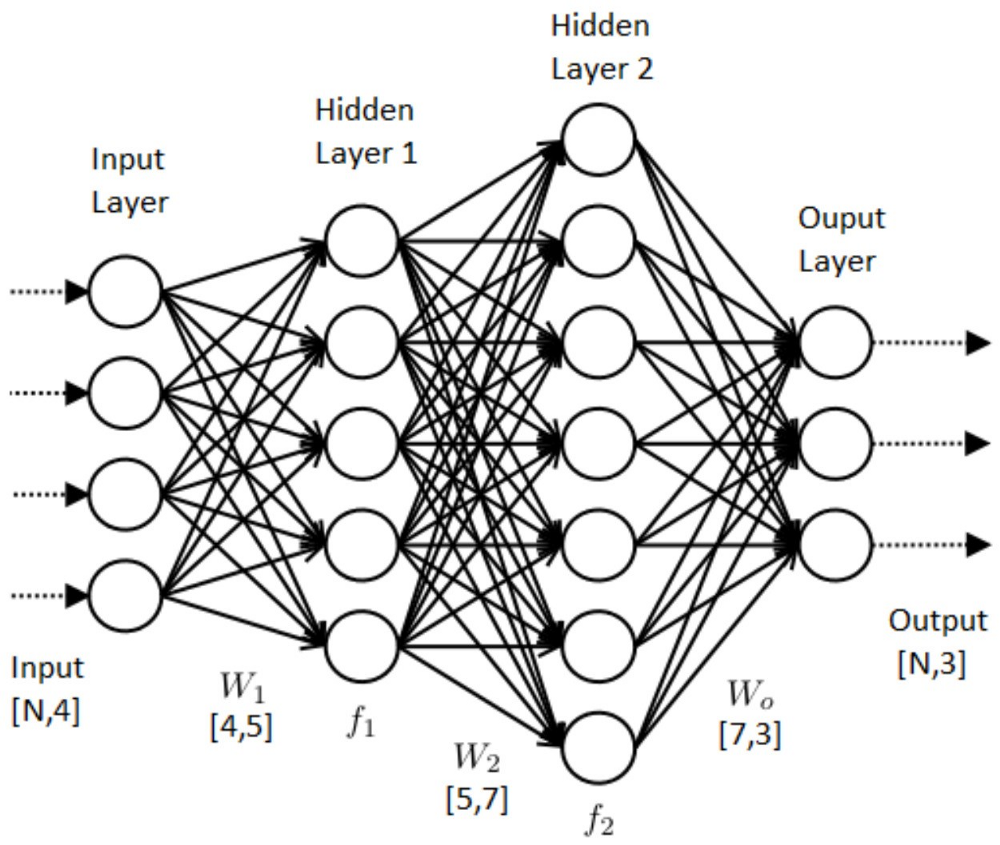 Hidden
Layer 2
Hidden
Layer 1
Input
Layer
Ouput
Layer
Input
[N,4]
W₁
[4,5]
f₁
W₂
[5,7]
f₂
Wₒ
[7,3]
Output
[N,3]